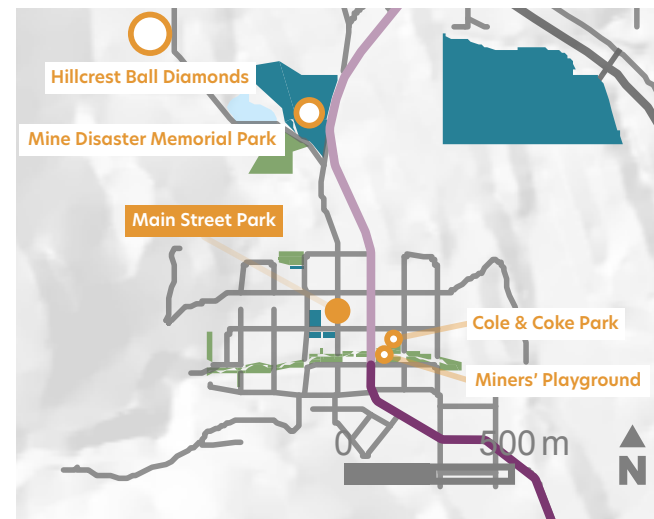 Hillcrest Ball Diamonds
Mine Disaster Memorial Park
Main Street Park
Cole & Coke Park
Miners’ Playground
0 500 m
N